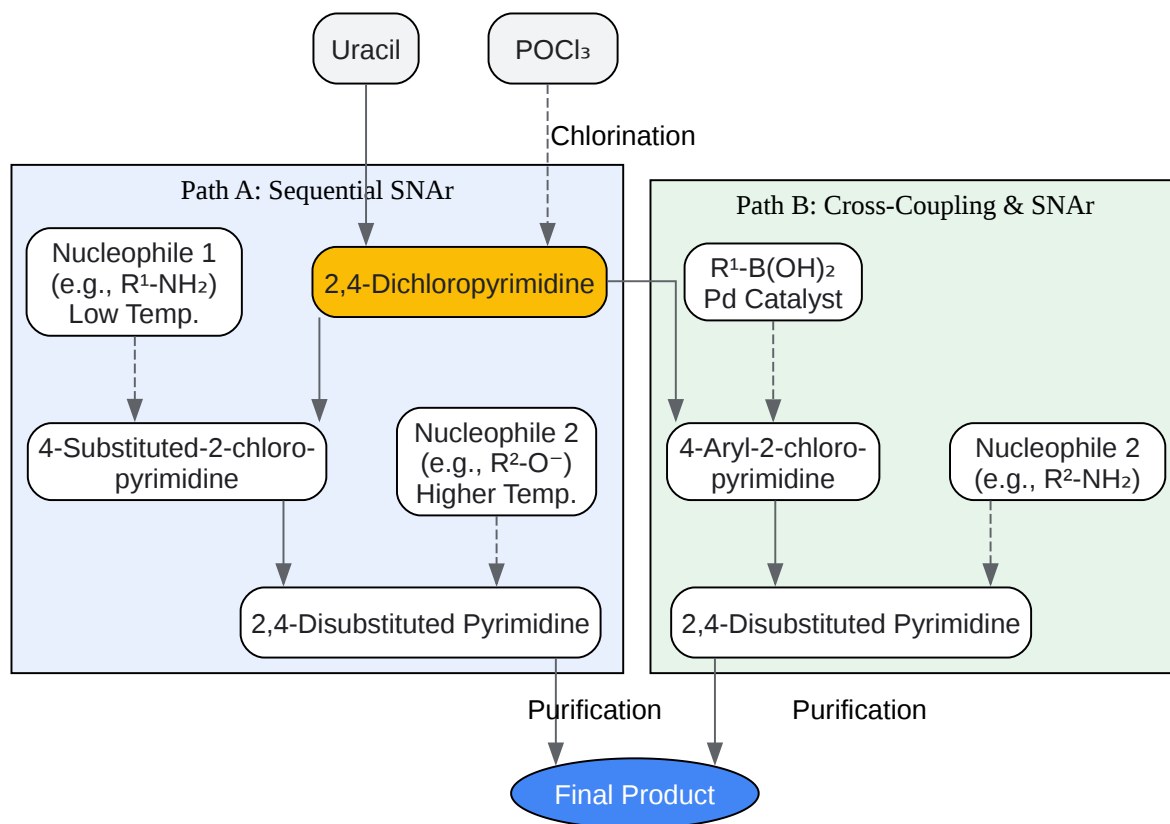 Uracil
POCl₃
Chlorination
Path A: Sequential SNAr
Path B: Cross-Coupling & SNAr
Nucleophile 1
(e.g., R¹-NH₂)
Low Temp.
2,4-Dichloropyrimidine
R¹-B(OH)₂
Pd Catalyst
4-Substituted-2-chloro-
pyrimidine
Nucleophile 2
(e.g., R²-O⁻)
Higher Temp.
4-Aryl-2-chloro-
pyrimidine
Nucleophile 2
(e.g., R²-NH₂)
2,4-Disubstituted Pyrimidine
2,4-Disubstituted Pyrimidine
Purification
Purification
Final Product